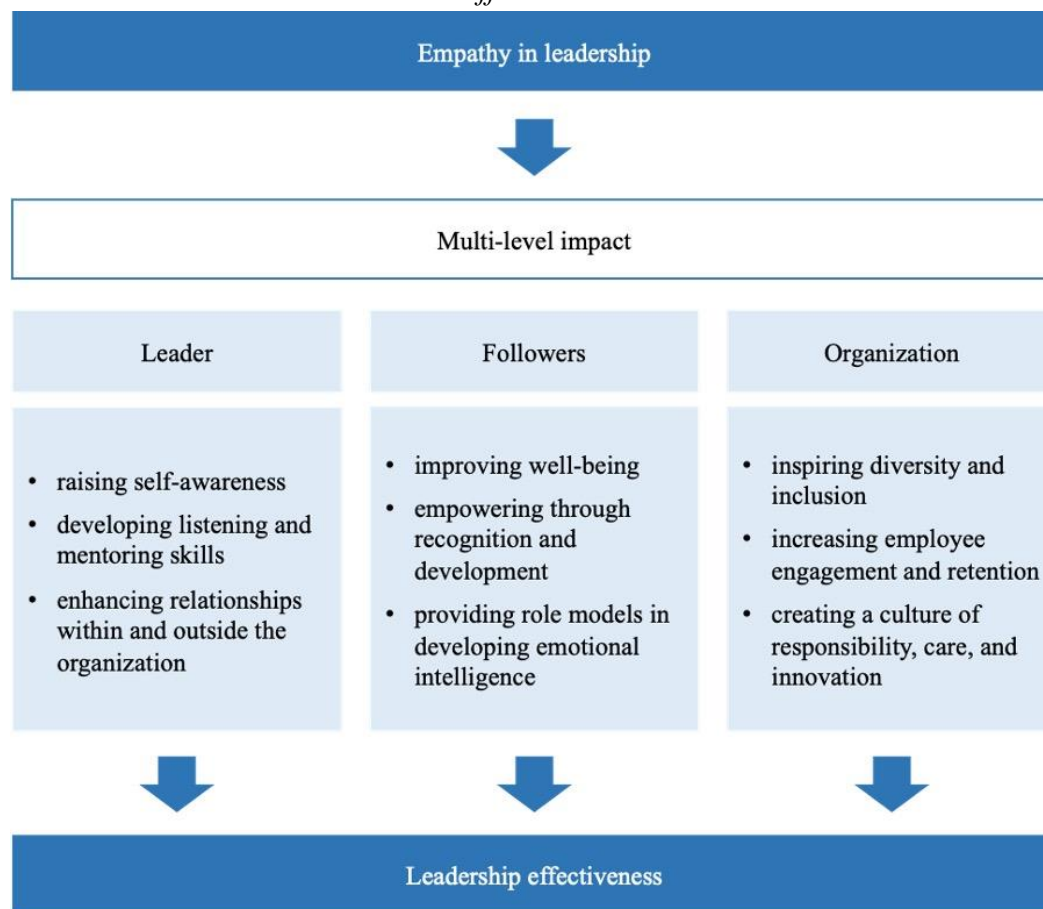 Empathy in leadership
Multi-level impact
Leader
• raising self-awareness
• developing listening and
mentoring skills
• enhancing relationships
within and outside the
organization
Followers
• improving well-being
• empowering through
recognition and
development
• providing role models in
developing emotional
intelligence
Organization
• inspiring diversity and
inclusion
• increasing employee
engagement and retention
• creating a culture of
responsibility, care, and
innovation
Leadership effectiveness